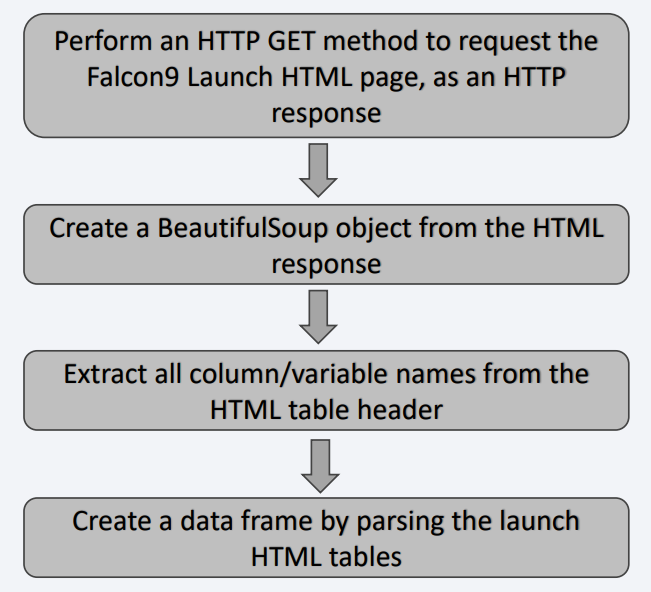 Perform an HTTP GET method to request the
Falcon9 Launch HTML page, as an HTTP
response
Create a BeautifulSoup object from the HTML
response
Extract all column/variable names from the
HTML table header
Create a data frame by parsing the launch
HTML tables